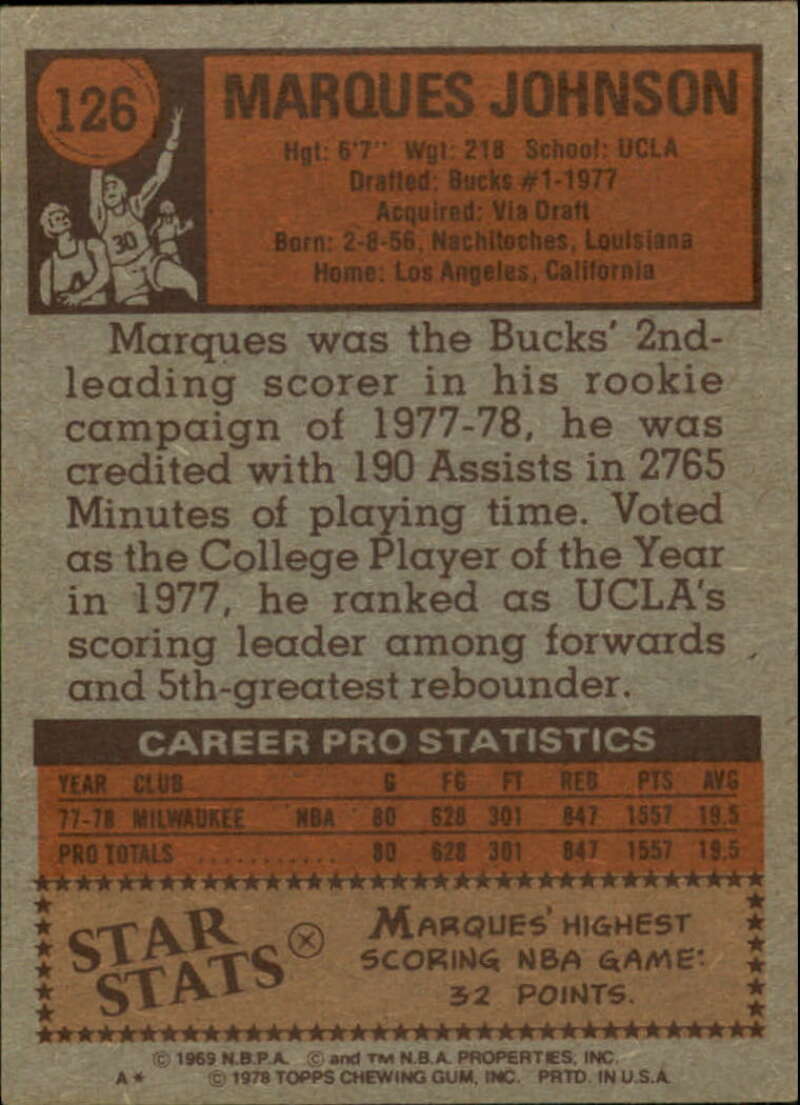 126
MARQUES JOHNSON
Hgt: 6'7" Wgt: 218 School: UCLA
Drafted: Bucks #1-1977
Acquired: Via Draft
Born: 2-8-56, Nachitoches, Louisiana
Home: Los Angeles, California
30
Marques was the Bucks' 2nd-
leading scorer in his rookie
campaign of 1977-78, he was
credited with 190 Assists in 2765
Minutes of playing time. Voted
as the College Player of the Year
in 1977, he ranked as UCLA's
scoring leader among forwards
and 5th-greatest rebounder.
CAREER PRO STATISTICS
YEAR CLUB G FG FT REB PTS AVG
77-78 MILWAUKEE NBA 80 628 301 847 1557 19.5
PRO TOTALS ........... 80 628 301 847 1557 19.5
STAR STATS
MARQUES' HIGHEST
SCORING NBA GAME:
32 POINTS.
© 1969 N.B.P.A. © and TM N.B.A. PROPERTIES, INC.
A* © 1978 TOPPS CHEWING GUM, INC. PRTD. IN U.S.A.